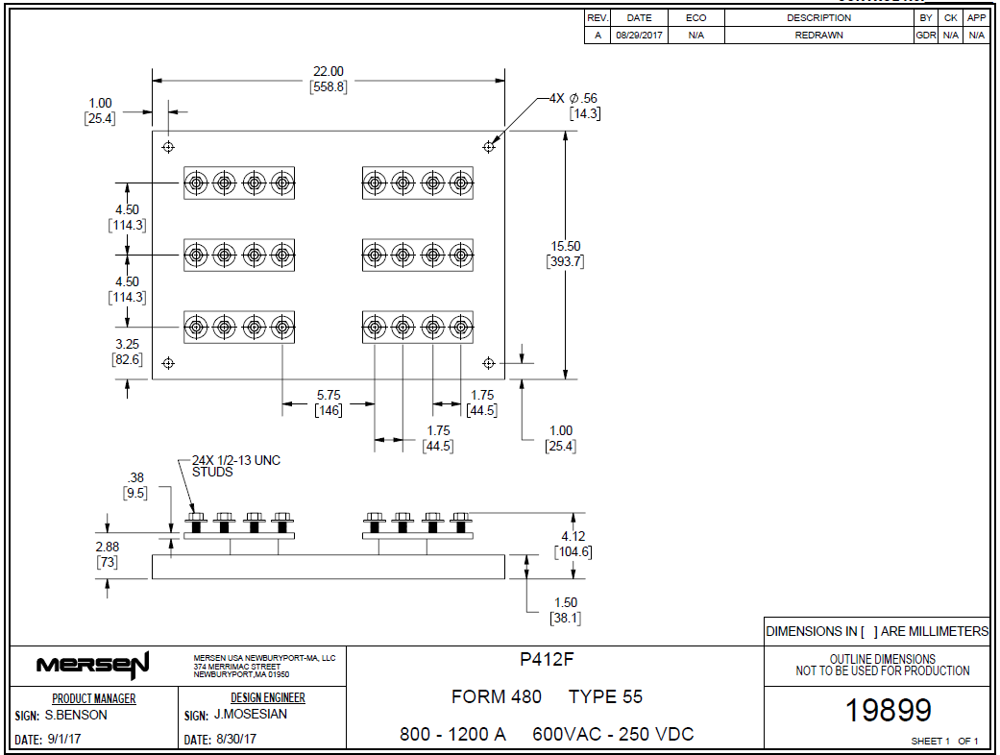 REV. DATE ECO DESCRIPTION BY CK APP
A 08/29/2017 N/A REDRAWN GDR N/A N/A
22.00
[558.8]
1.00
[25.4]
4X Ø.56
[14.3]
4.50
[114.3]
15.50
[393.7]
4.50
[114.3]
3.25
[82.6]
5.75
[146]
1.75
[44.5]
1.75
[44.5]
1.00
[25.4]
24X 1/2-13 UNC
STUDS
.38
[9.5]
2.88
[73]
4.12
[104.6]
1.50
[38.1]
DIMENSIONS IN [ ] ARE MILLIMETERS
MERSEN
MERSEN USA NEWBURYPORT-MA, LLC
374 MERRIMAC STREET
NEWBURYPORT,MA 01950
PRODUCT MANAGER
SIGN: S.BENSON
DATE: 9/1/17
DESIGN ENGINEER
SIGN: J.MOSESIAN
DATE: 8/30/17
P412F
FORM 480 TYPE 55
800 - 1200 A 600VAC - 250 VDC
OUTLINE DIMENSIONS
NOT TO BE USED FOR PRODUCTION
19899
SHEET 1 OF 1